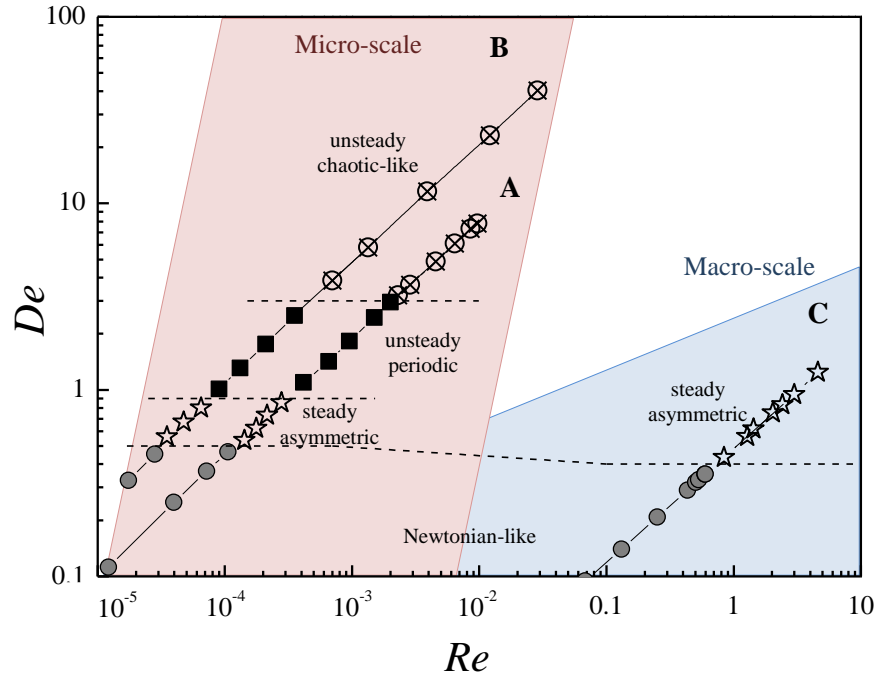 100
10
1
0.1
De
Micro-scale
B
unsteady
chaotic-like
A
Macro-scale
C
unsteady
periodic
steady
asymmetric
steady
asymmetric
Newtonian-like
10⁻⁵
10⁻⁴
10⁻³
10⁻²
0.1
1
10
Re